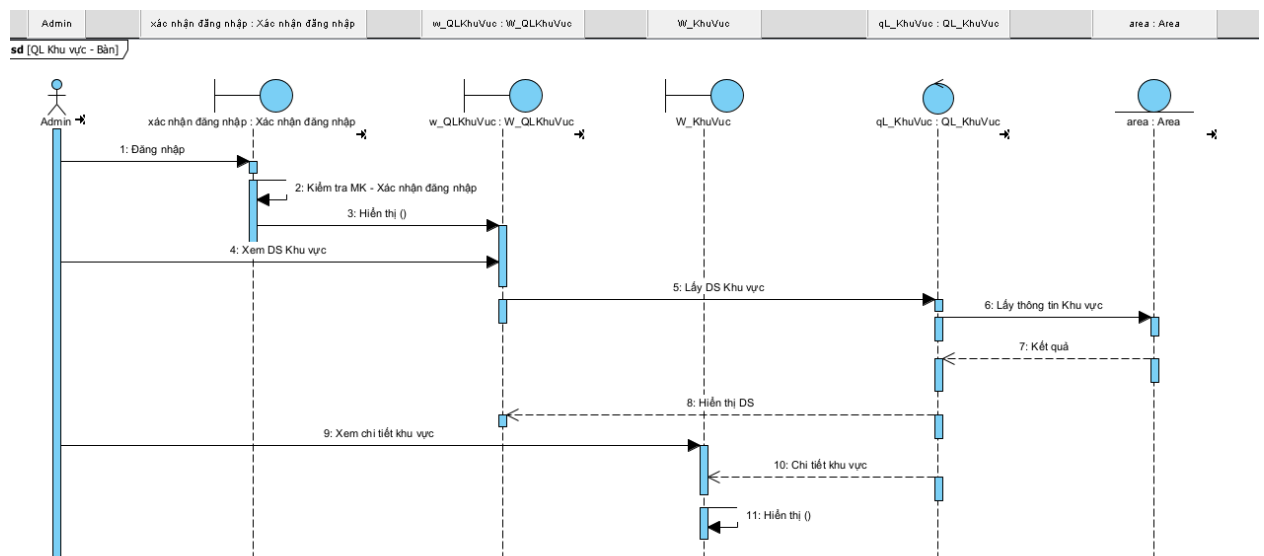 Admin
xác nhận đăng nhập : Xác nhận đăng nhập
w_QLKhuVuc : W_QLKhuVuc
W_KhuVuc
qL_KhuVuc : QL_KhuVuc
area : Area
sd [QL Khu vực - Bàn]
Admin
xác nhận đăng nhập : Xác nhận đăng nhập
w_QLKhuVuc : W_QLKhuVuc
W_KhuVuc
qL_KhuVuc : QL_KhuVuc
area : Area
1: Đăng nhập
2: Kiểm tra MK - Xác nhận đăng nhập
3: Hiển thị ()
4: Xem DS Khu vực
5: Lấy DS Khu vực
6: Lấy thông tin Khu vực
7: Kết quả
8: Hiển thị DS
9: Xem chi tiết khu vực
10: Chi tiết khu vực
11: Hiển thị ()